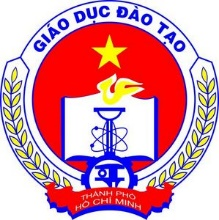 GIÁO DỤC ĐÀO TẠO
THÀNH PHỐ
HỒ CHÍ MINH